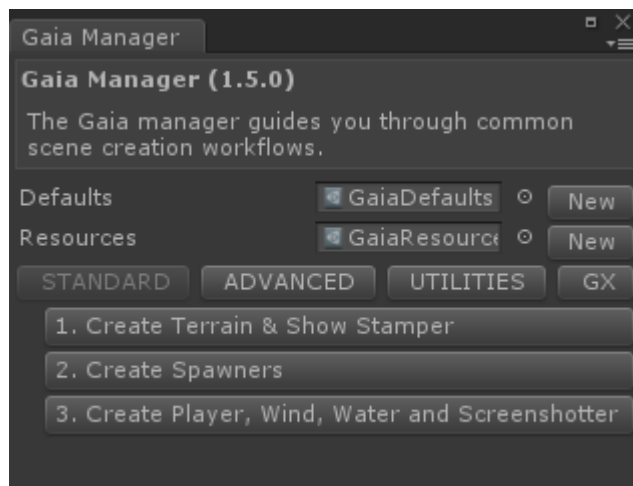 Gaia Manager
Gaia Manager (1.5.0)
The Gaia manager guides you through common
scene creation workflows.
Defaults GaiaDefaults New
Resources GaiaResource New
STANDARD ADVANCED UTILITIES GX
1. Create Terrain & Show Stamper
2. Create Spawners
3. Create Player, Wind, Water and Screenshotter